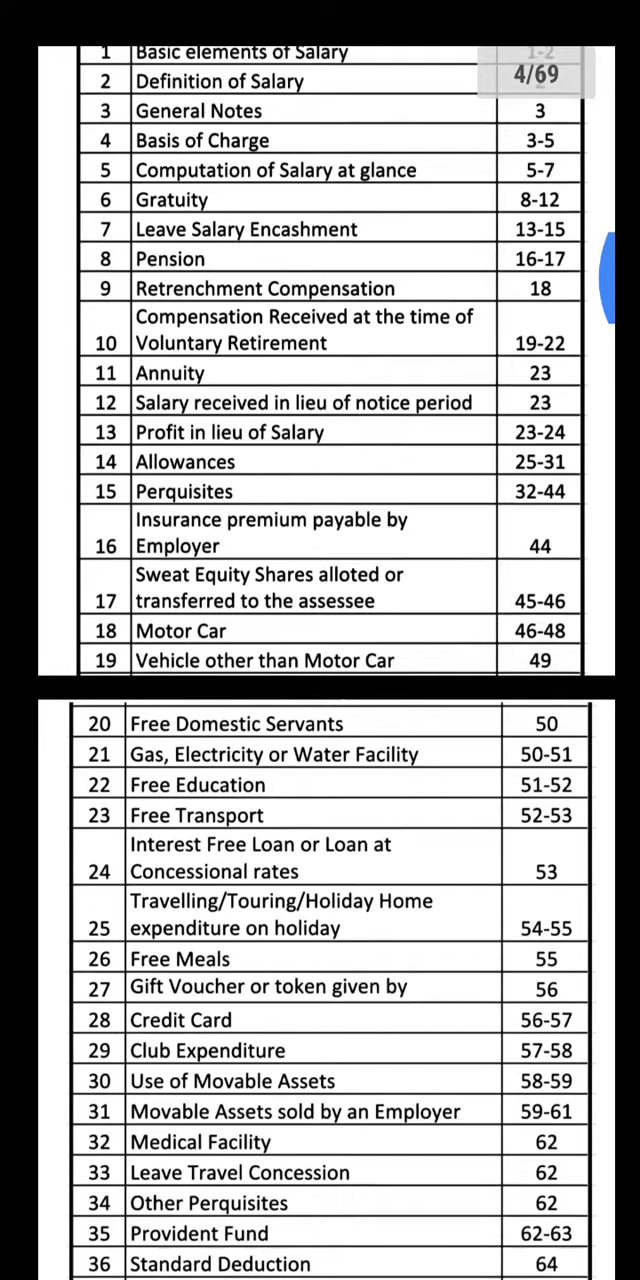 1 Basic elements of Salary 1-2
4/69
2 Definition of Salary
3 General Notes 3
4 Basis of Charge 3-5
5 Computation of Salary at glance 5-7
6 Gratuity 8-12
7 Leave Salary Encashment 13-15
8 Pension 16-17
9 Retrenchment Compensation 18
Compensation Received at the time of
10 Voluntary Retirement 19-22
11 Annuity 23
12 Salary received in lieu of notice period 23
13 Profit in lieu of Salary 23-24
14 Allowances 25-31
15 Perquisites 32-44
Insurance premium payable by
16 Employer 44
Sweat Equity Shares alloted or
17 transferred to the assessee 45-46
18 Motor Car 46-48
19 Vehicle other than Motor Car 49
20 Free Domestic Servants 50
21 Gas, Electricity or Water Facility 50-51
22 Free Education 51-52
23 Free Transport 52-53
Interest Free Loan or Loan at
24 Concessional rates 53
Travelling/Touring/Holiday Home
25 expenditure on holiday 54-55
26 Free Meals 55
27 Gift Voucher or token given by 56
28 Credit Card 56-57
29 Club Expenditure 57-58
30 Use of Movable Assets 58-59
31 Movable Assets sold by an Employer 59-61
32 Medical Facility 62
33 Leave Travel Concession 62
34 Other Perquisites 62
35 Provident Fund 62-63
36 Standard Deduction 64